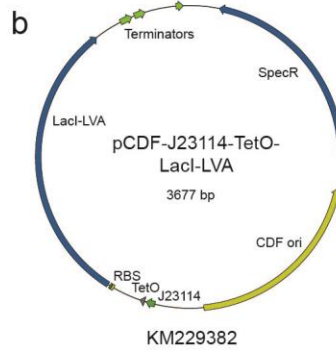 b
Terminators
SpecR
LacI-LVA
pCDF-J23114-TetO-
LacI-LVA
3677 bp
CDF ori
RBS
TetO
J23114
KM229382